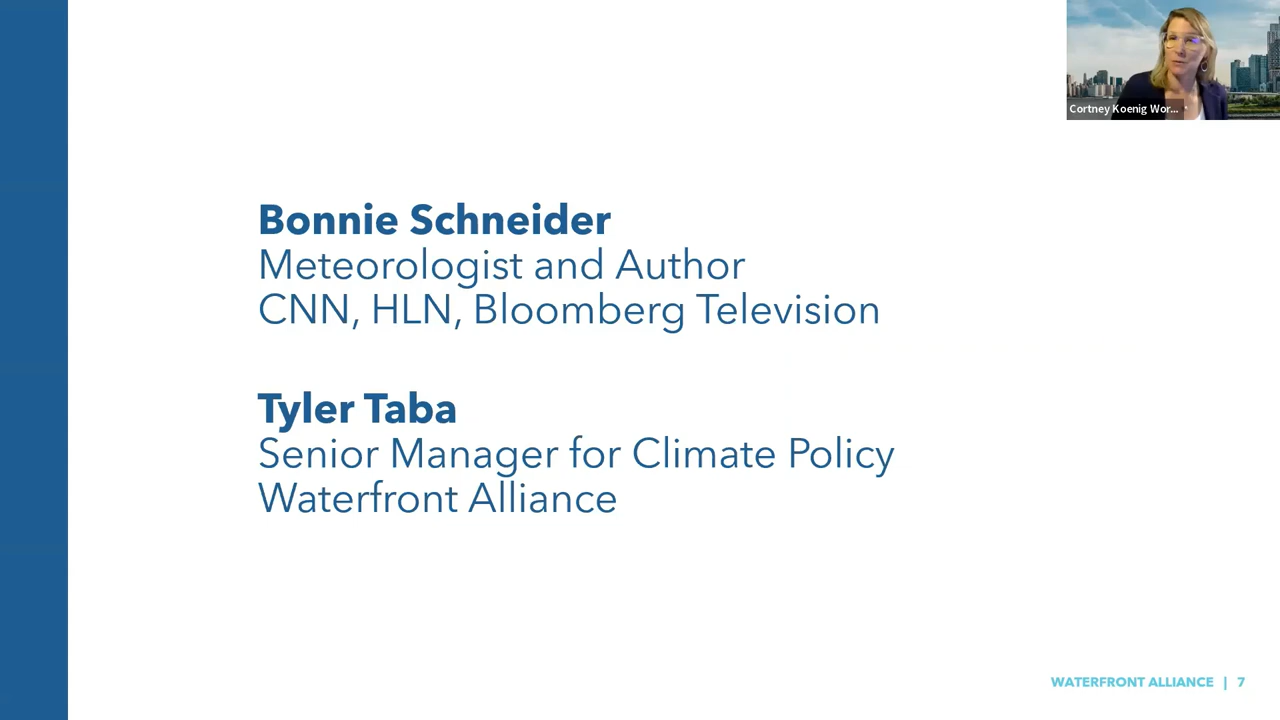 Cortney Koenig Wor...
Bonnie Schneider
Meteorologist and Author
CNN, HLN, Bloomberg Television
Tyler Taba
Senior Manager for Climate Policy
Waterfront Alliance
WATERFRONT ALLIANCE | 7